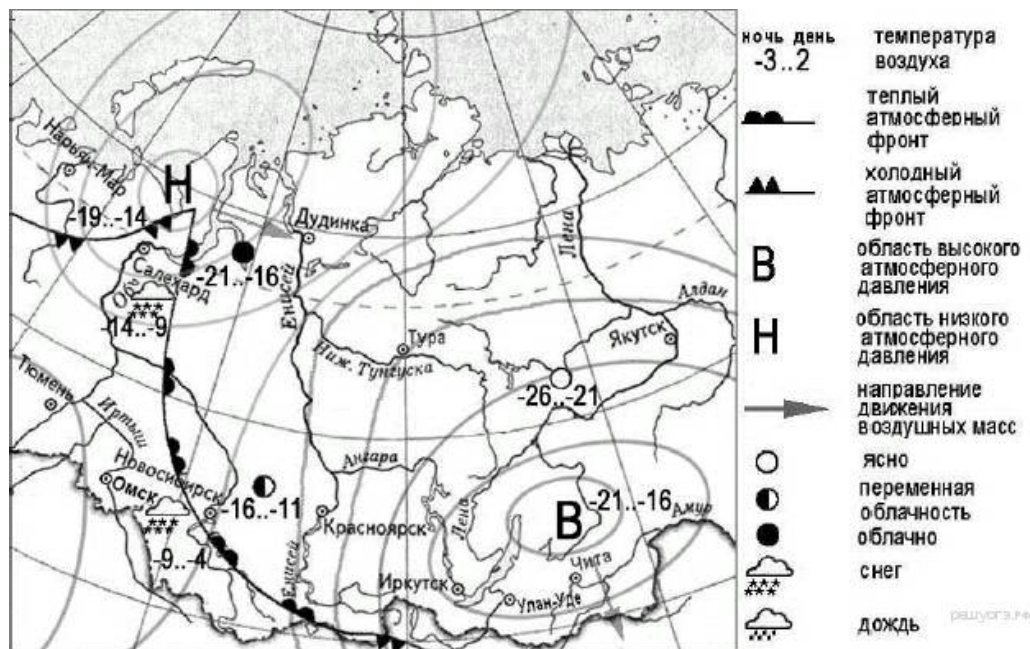 Нарьян-Мар
Н
-19..-14
Дудинка
Салехард
-21..-16
Обь
-14..-9
Енисей
Лена
Алдан
Тура
Ниж. Тунгуска
Якутск
-26..-21
Тюмень
Иртыш
Новосибирск
Омск
-16..-11
Ангара
Красноярск
Лена
В
-21..-16
Амур
-9..-4
Енисей
Иркутск
Чита
Улан-Уде
ночь день
-3..2
температура
воздуха
теплый
атмосферный
фронт
холодный
атмосферный
фронт
В
область высокого
атмосферного
давления
Н
область низкого
атмосферного
давления
направление
движения
воздушных масс
ясно
переменная
облачность
облачно
снег
дождь
решуогэ.рф